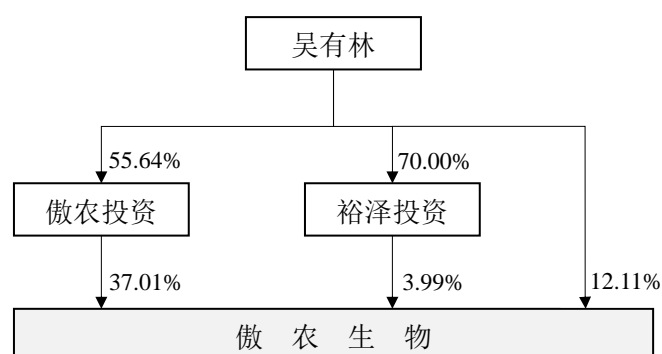 吴有林
55.64%
70.00%
傲农投资
裕泽投资
37.01%
3.99%
12.11%
傲 农 生 物